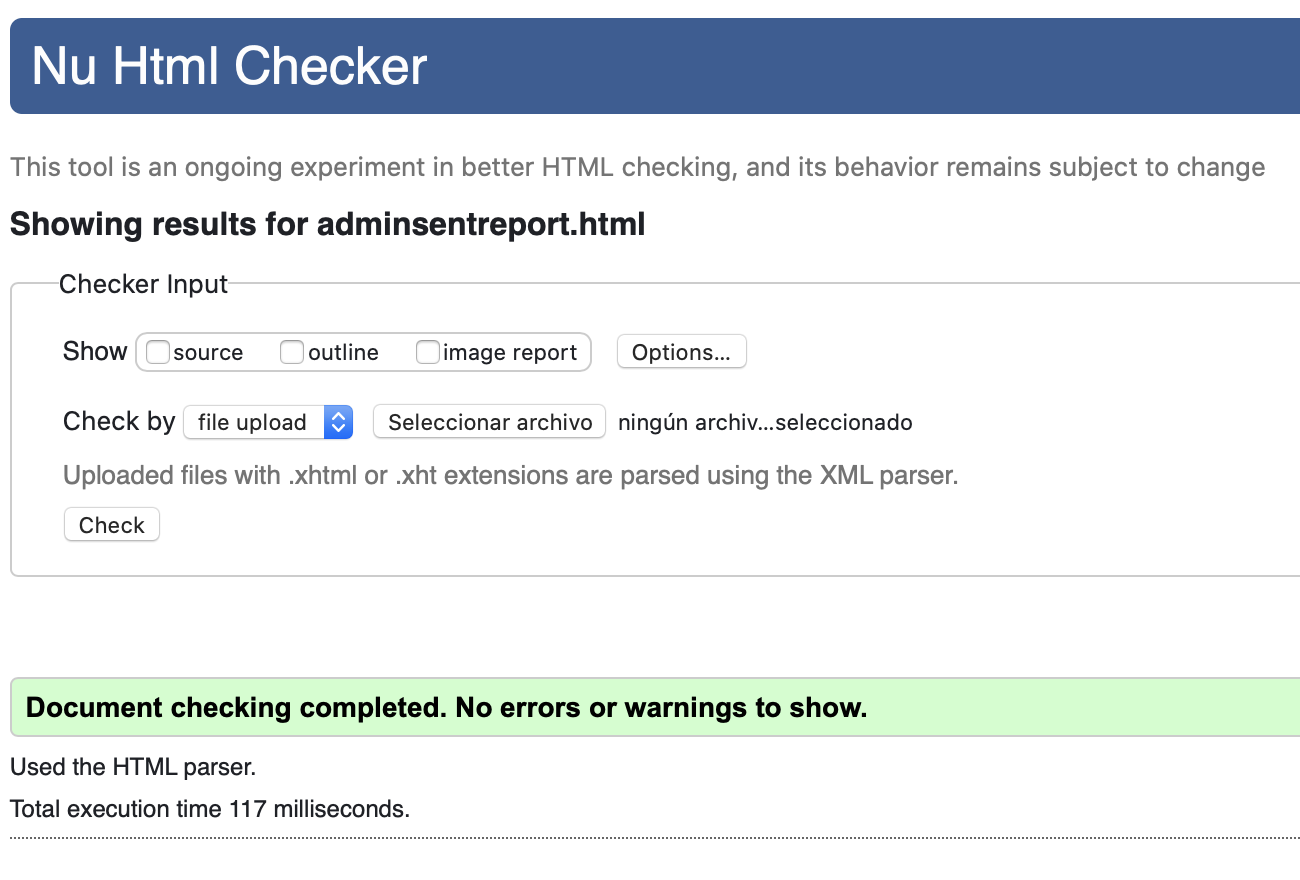 Nu Html Checker
This tool is an ongoing experiment in better HTML checking, and its behavior remains subject to change
Showing results for adminsentreport.html
Checker Input
Show source outline image report Options...
Check by file upload Seleccionar archivo ningún archiv...seleccionado
Uploaded files with .xhtml or .xht extensions are parsed using the XML parser.
Check
Document checking completed. No errors or warnings to show.
Used the HTML parser.
Total execution time 117 milliseconds.